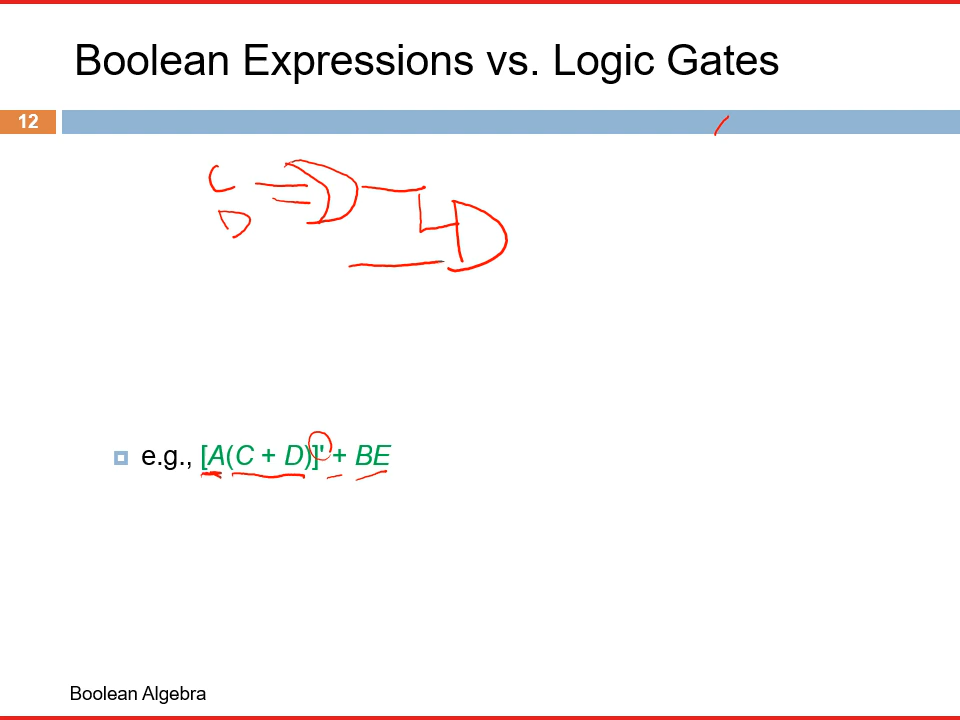 Boolean Expressions vs. Logic Gates
12
C
D
e.g., [A(C + D)]' + BE
Boolean Algebra